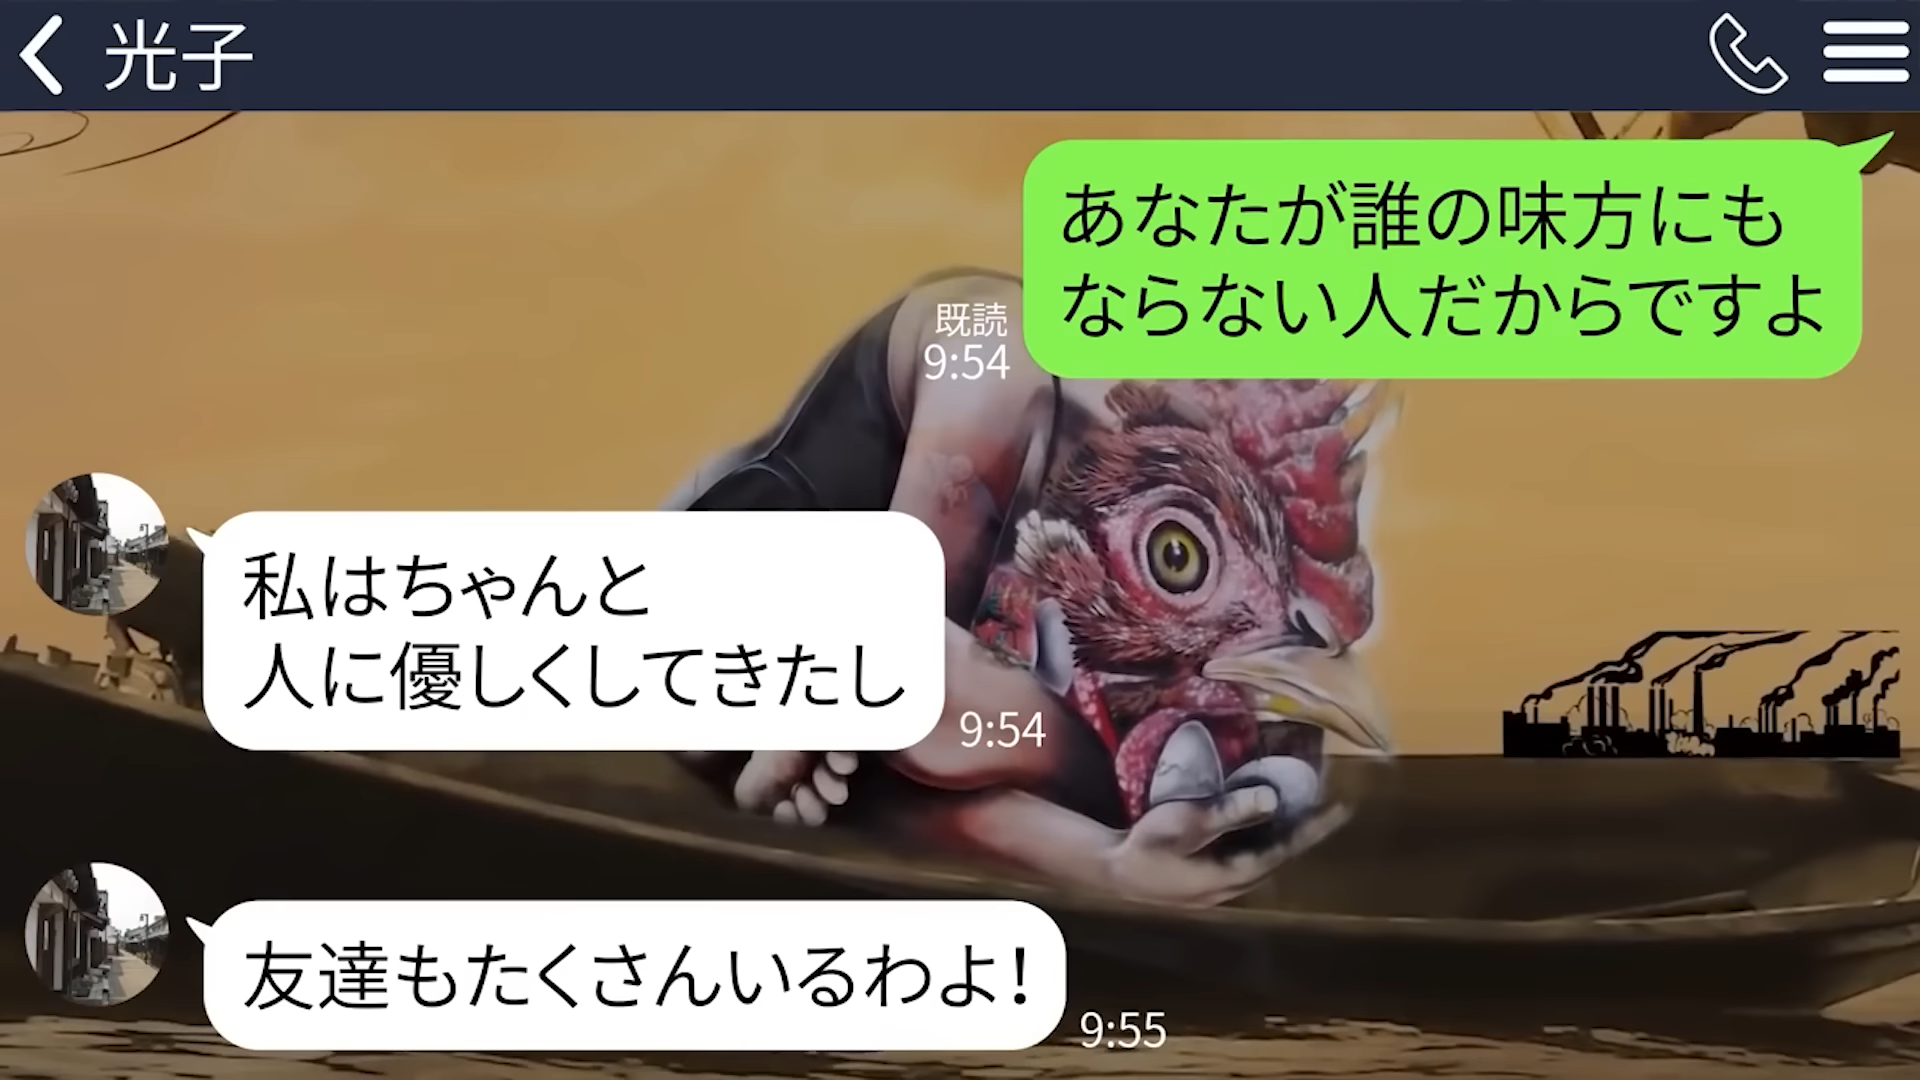 光子
あなたが誰の味方にも
ならない人だからですよ
既読
9:54
私はちゃんと
人に優しくしてきたし
9:54
友達もたくさんいるわよ!
9:55